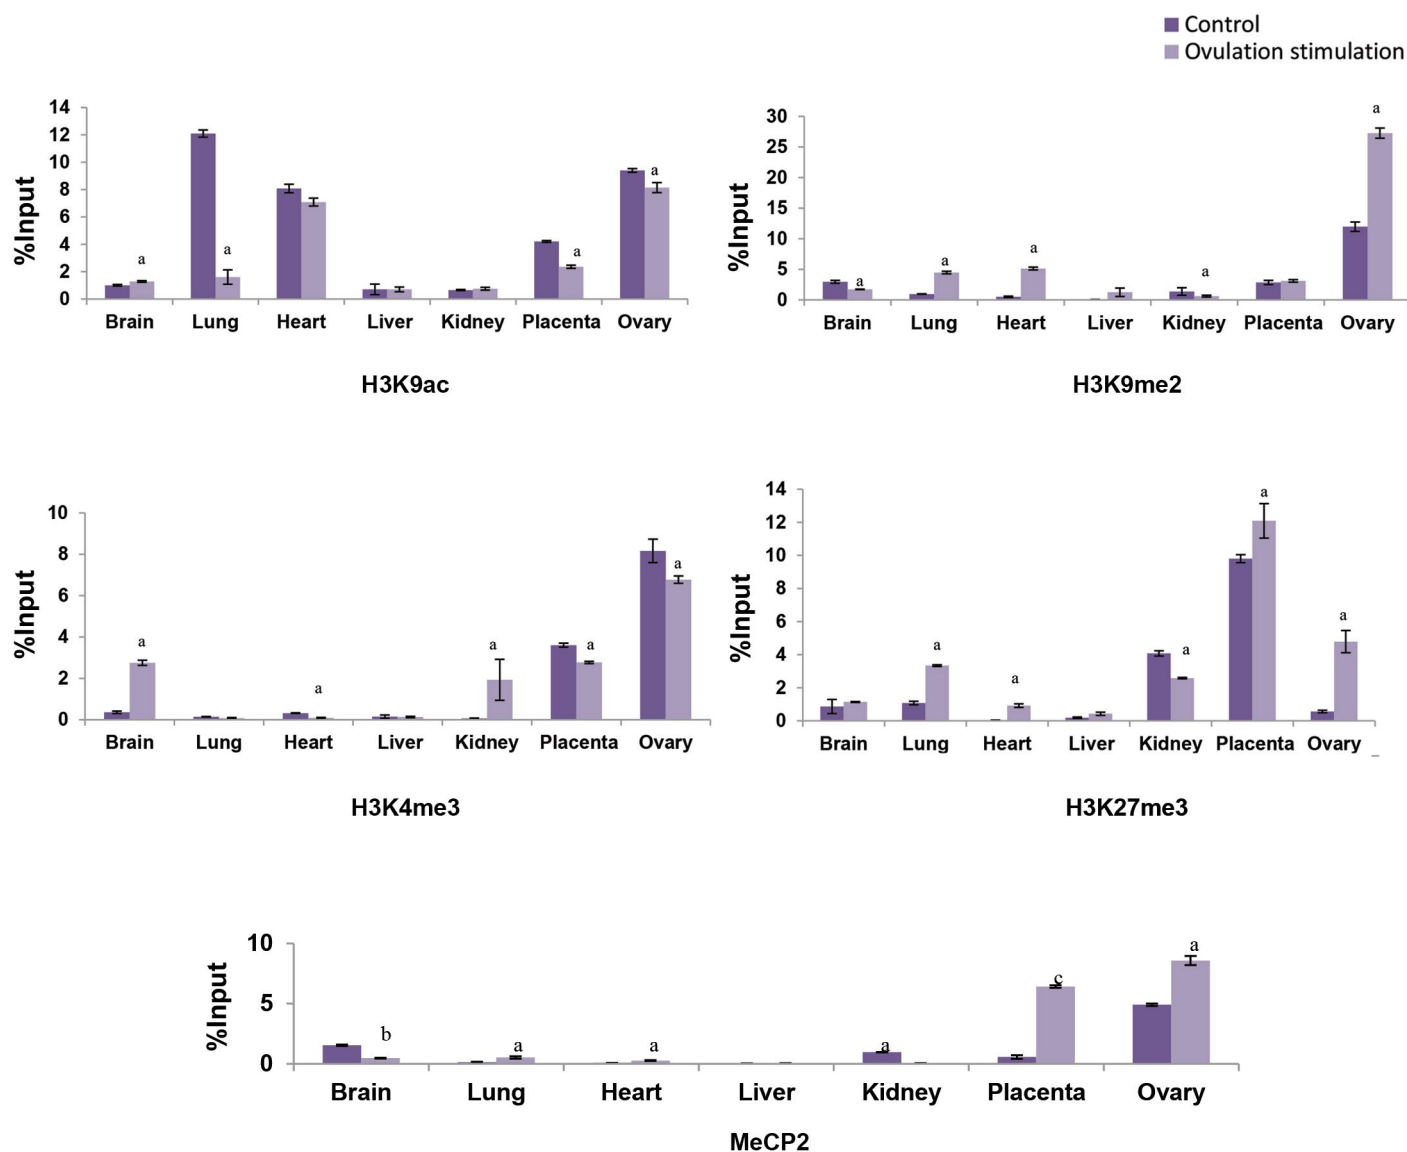 Control
Ovulation stimulation
14
12
10
8
6
4
2
0
%Input
a
a
a
a
Brain Lung Heart Liver Kidney Placenta Ovary
H3K9ac
30
25
20
15
10
5
0
%Input
a
a
a
a
a
Brain Lung Heart Liver Kidney Placenta Ovary
H3K9me2
10
8
6
4
2
0
%Input
a
a
a
a
a
Brain Lung Heart Liver Kidney Placenta Ovary
H3K4me3
14
12
10
8
6
4
2
0
%Input
a
a
a
a
a
Brain Lung Heart Liver Kidney Placenta Ovary
H3K27me3
10
5
0
%Input
b
a
a
a
c
a
Brain Lung Heart Liver Kidney Placenta Ovary
MeCP2